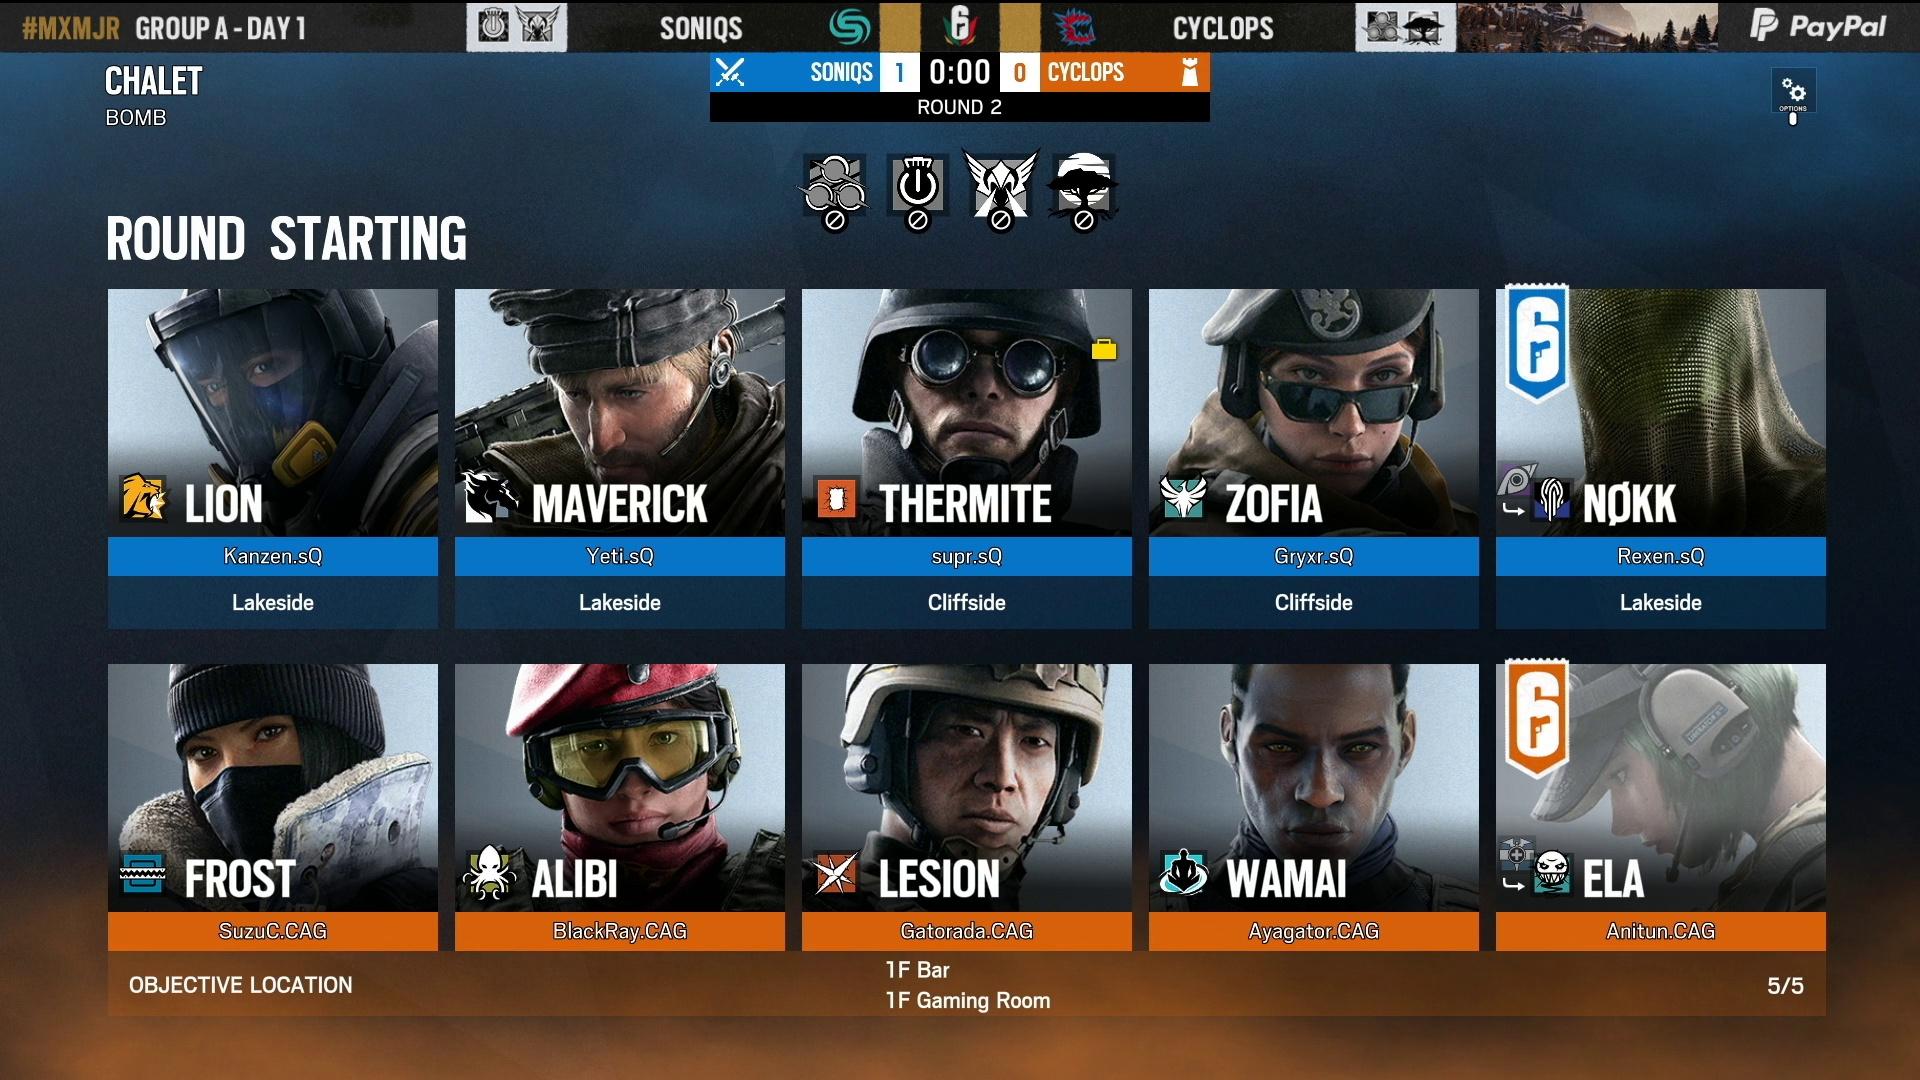 #MXMJR GROUP A - DAY 1
SONIQS
6
CYCLOPS
PayPal
CHALET
BOMB
SONIQS 1 0:00 0 CYCLOPS
ROUND 2
OPTIONS
ROUND STARTING
6
LION
MAVERICK
THERMITE
ZOFIA
NØKK
Kanzen.sQ
Yeti.sQ
supr.sQ
Gryxr.sQ
Rexen.sQ
Lakeside
Lakeside
Cliffside
Cliffside
Lakeside
6
FROST
ALIBI
LESION
WAMAI
ELA
SuzuC.CAG
BlackRay.CAG
Gatorada.CAG
Ayagator.CAG
Anitun.CAG
OBJECTIVE LOCATION
1F Bar
1F Gaming Room
5/5